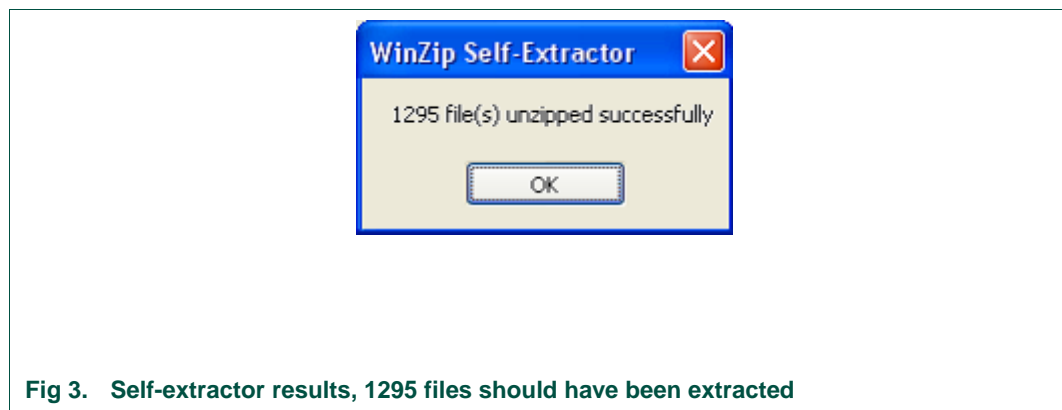 WinZip Self-Extractor
1295 file(s) unzipped successfully
OK
Fig 3. Self-extractor results, 1295 files should have been extracted